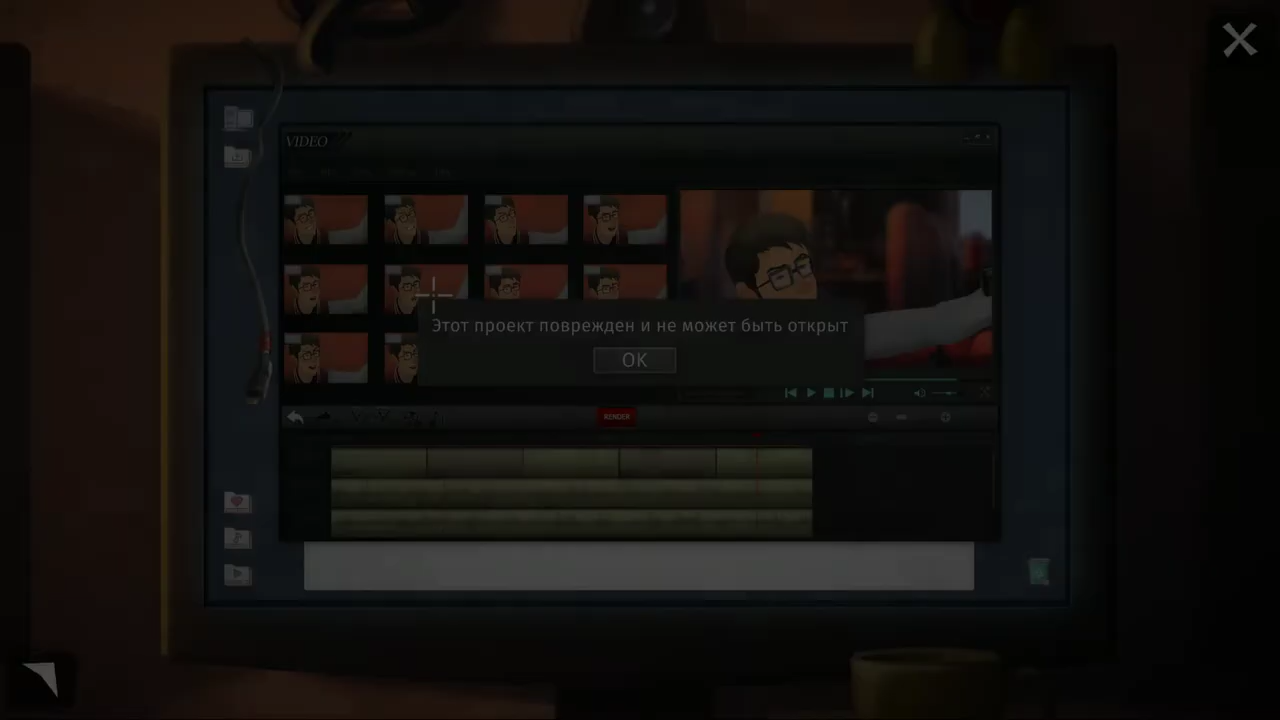 VIDEO
Этот проект поврежден и не может быть открыт
OK
RENDER